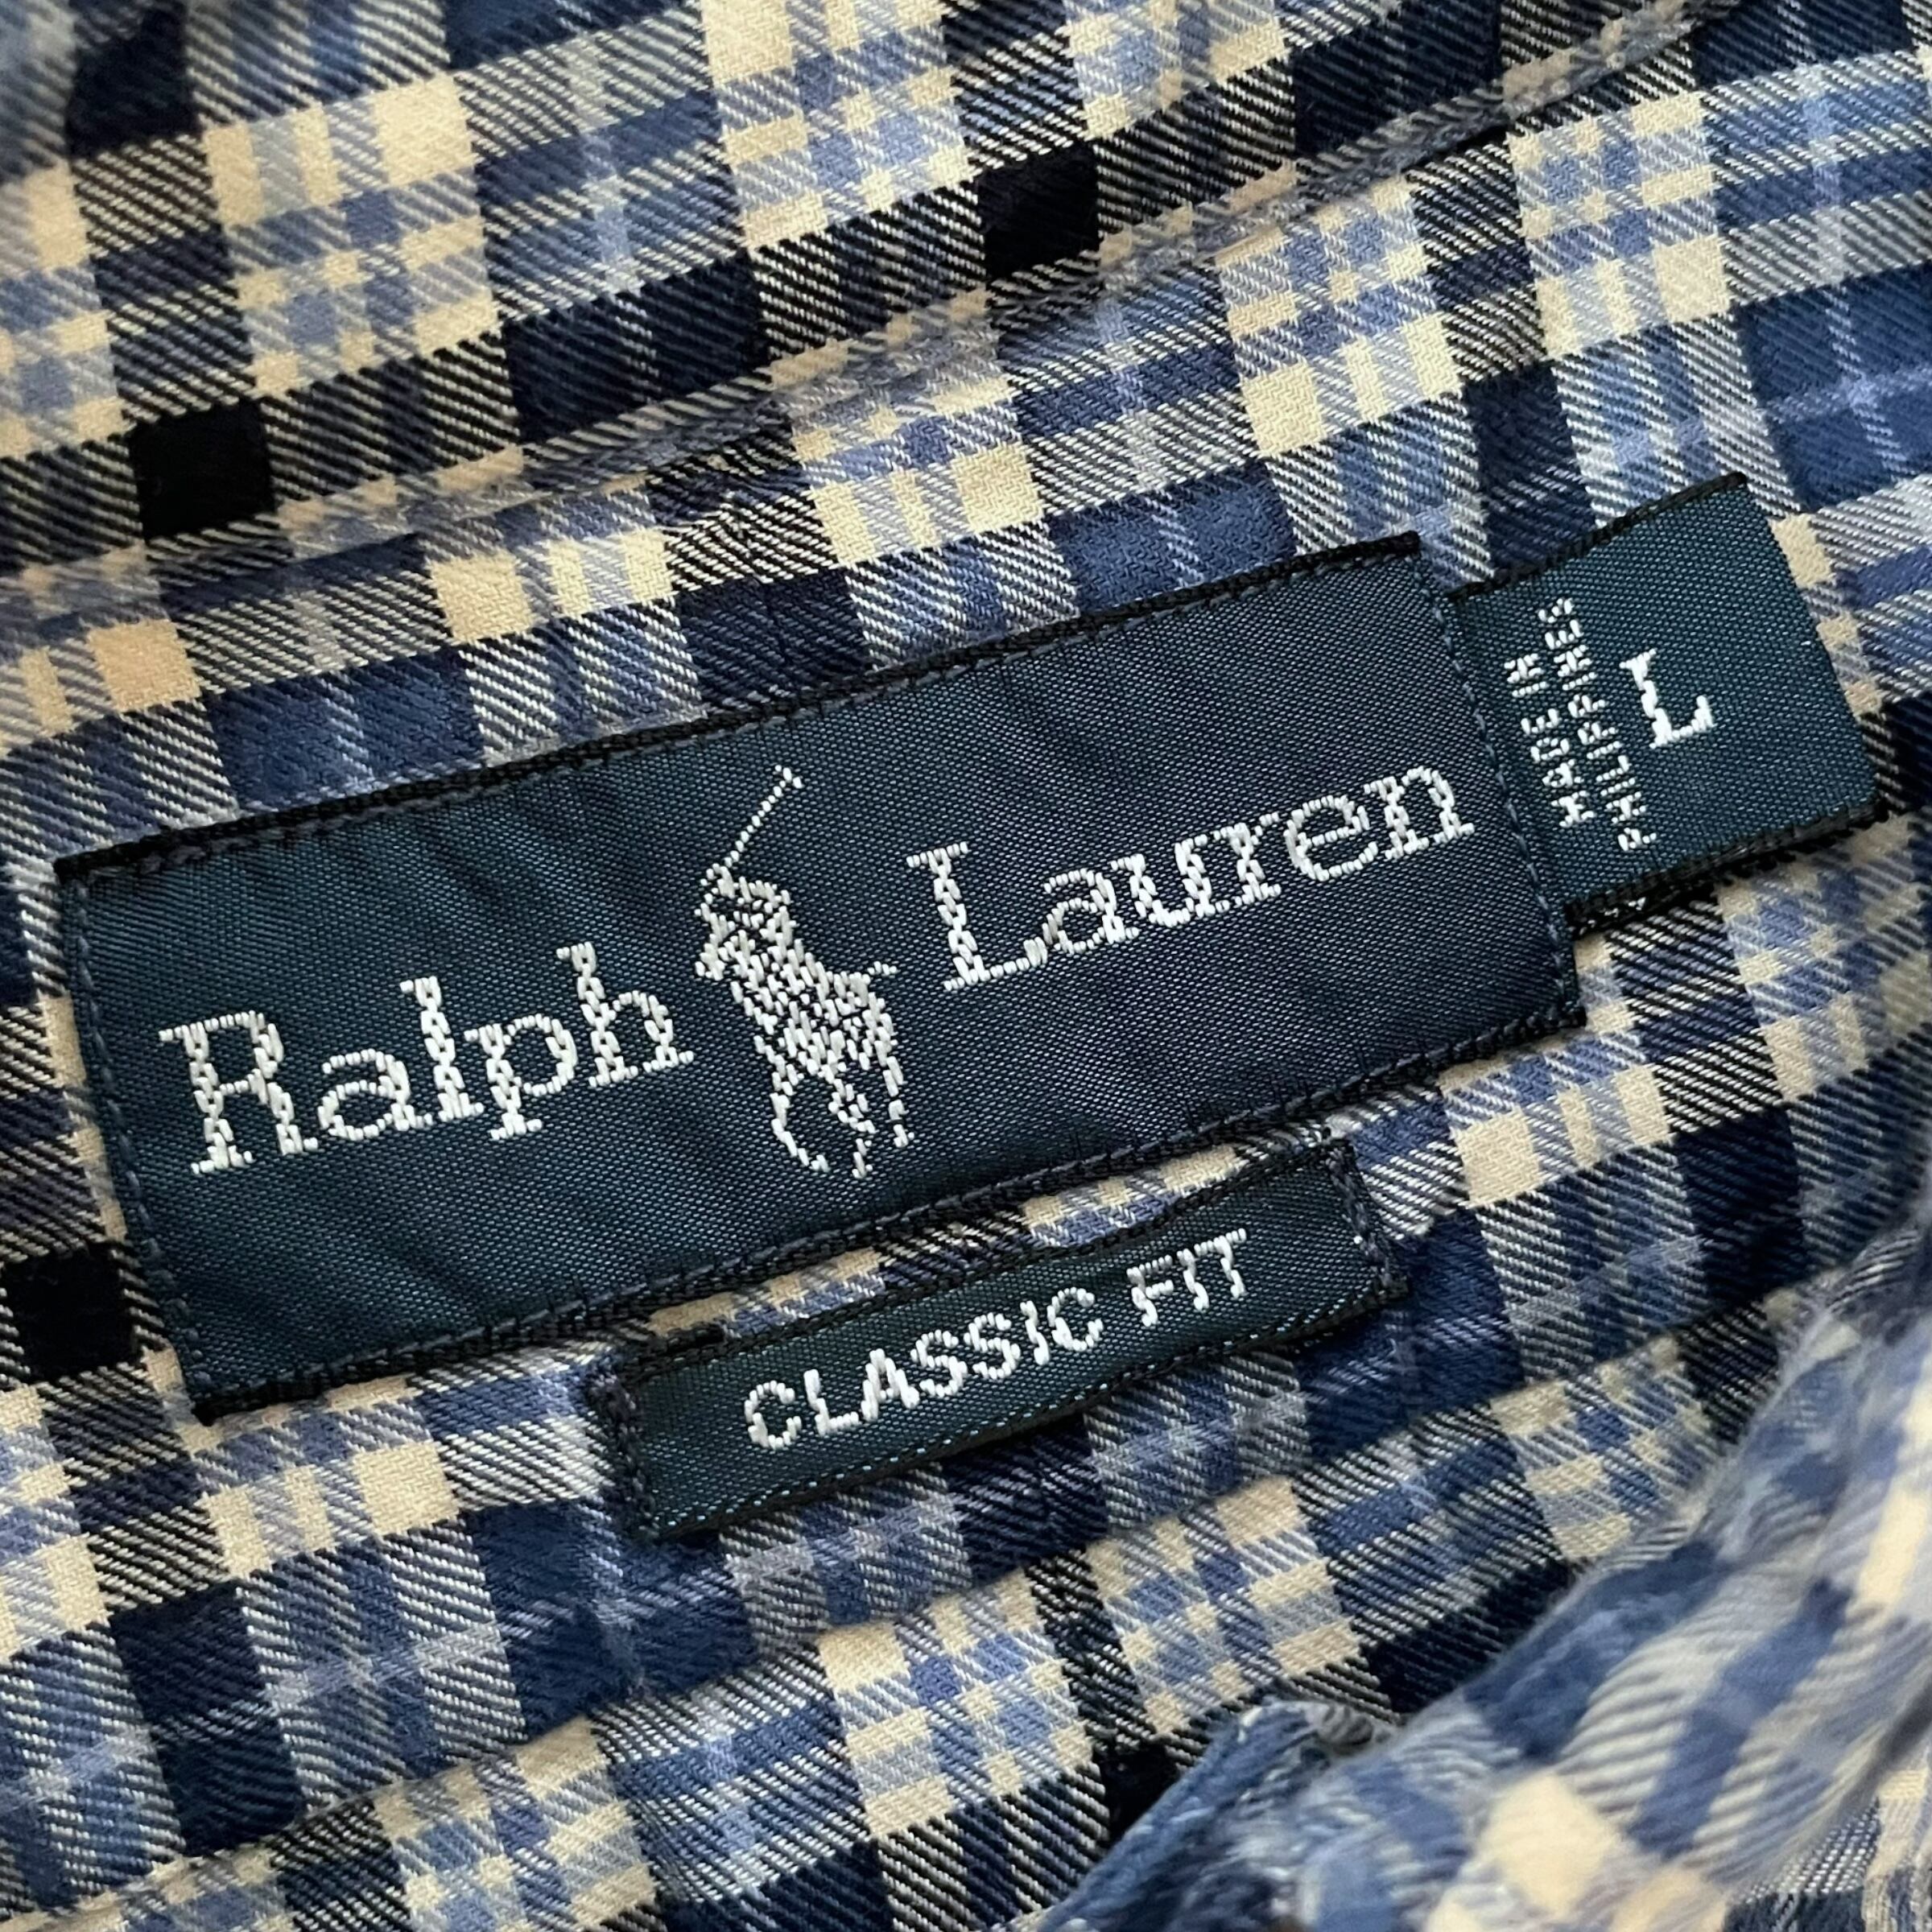 Ralph Lauren
MADE IN
PHILIPPINES
L
CLASSIC FIT